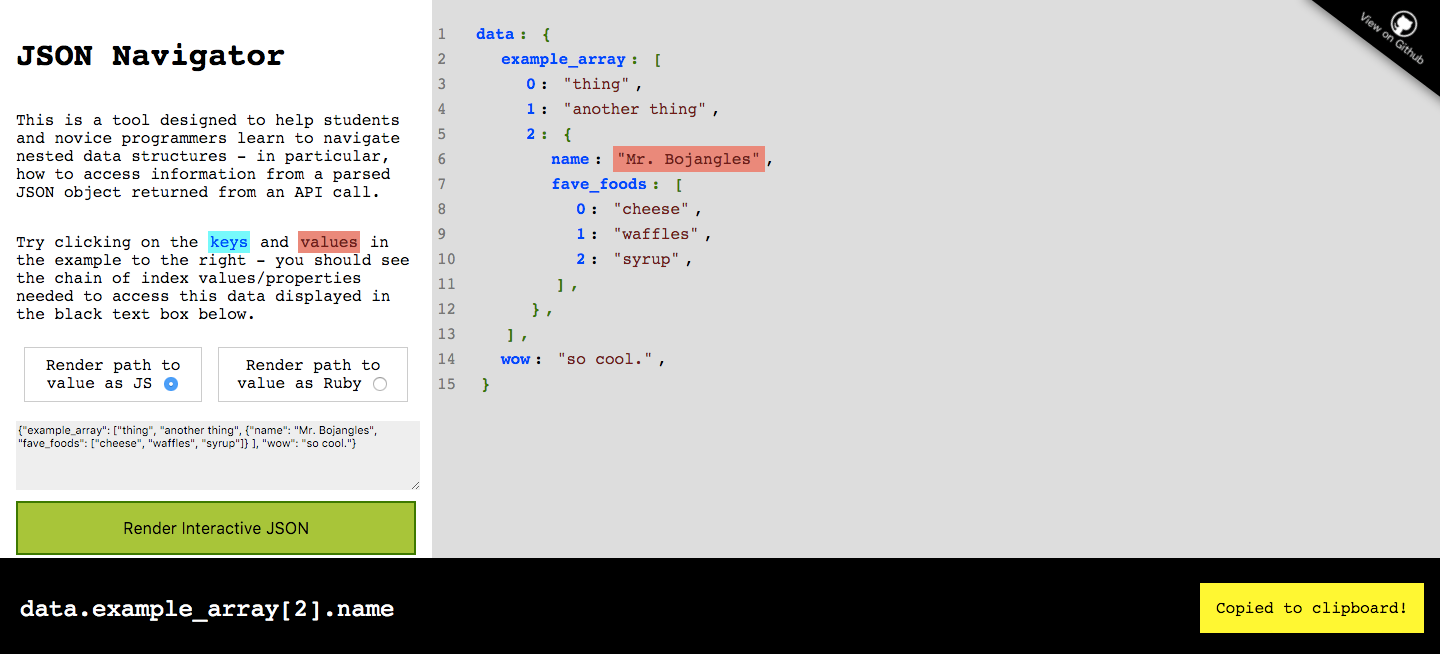 JSON Navigator
This is a tool designed to help students
and novice programmers learn to navigate
nested data structures - in particular,
how to access information from a parsed
JSON object returned from an API call.
Try clicking on the keys and values in
the example to the right - you should see
the chain of index values/properties
needed to access this data displayed in
the black text box below.
Render path to
value as JS
Render path to
value as Ruby
{"example_array": ["thing", "another thing", {"name": "Mr. Bojangles",
"fave_foods": ["cheese", "waffles", "syrup"]} ], "wow": "so cool."}
Render Interactive JSON
1 data: {
2 example_array: [
3 0: "thing",
4 1: "another thing",
5 2: {
6 name: "Mr. Bojangles",
7 fave_foods: [
8 0: "cheese",
9 1: "waffles",
10 2: "syrup",
11 ],
12 },
13 ],
14 wow: "so cool.",
15 }
View on Github
data.example_array[2].name
Copied to clipboard!